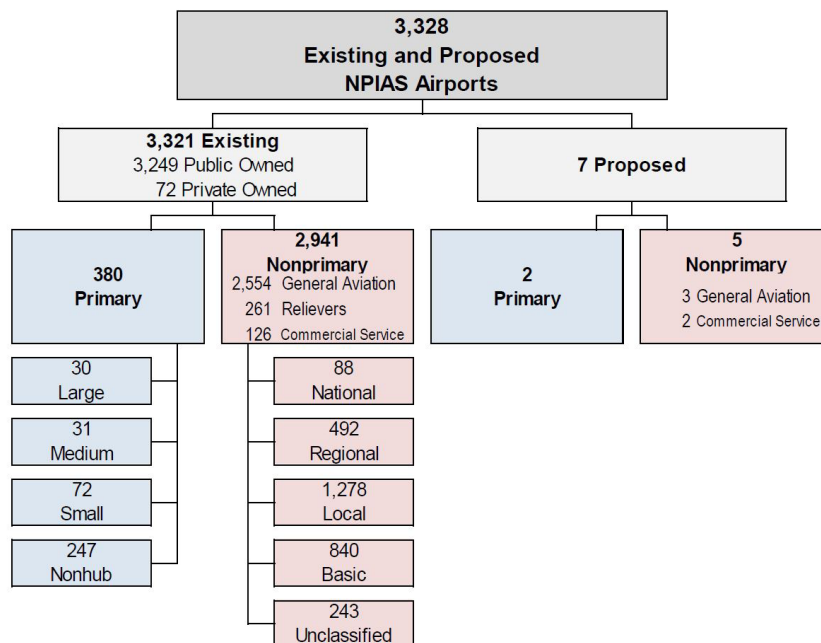 3,328
Existing and Proposed
NPIAS Airports
3,321 Existing
3,249 Public Owned
72 Private Owned
7 Proposed
380
Primary
2,941
Nonprimary
2,554 General Aviation
261 Relievers
126 Commercial Service
2
Primary
5
Nonprimary
3 General Aviation
2 Commercial Service
30
Large
31
Medium
72
Small
247
Nonhub
88
National
492
Regional
1,278
Local
840
Basic
243
Unclassified